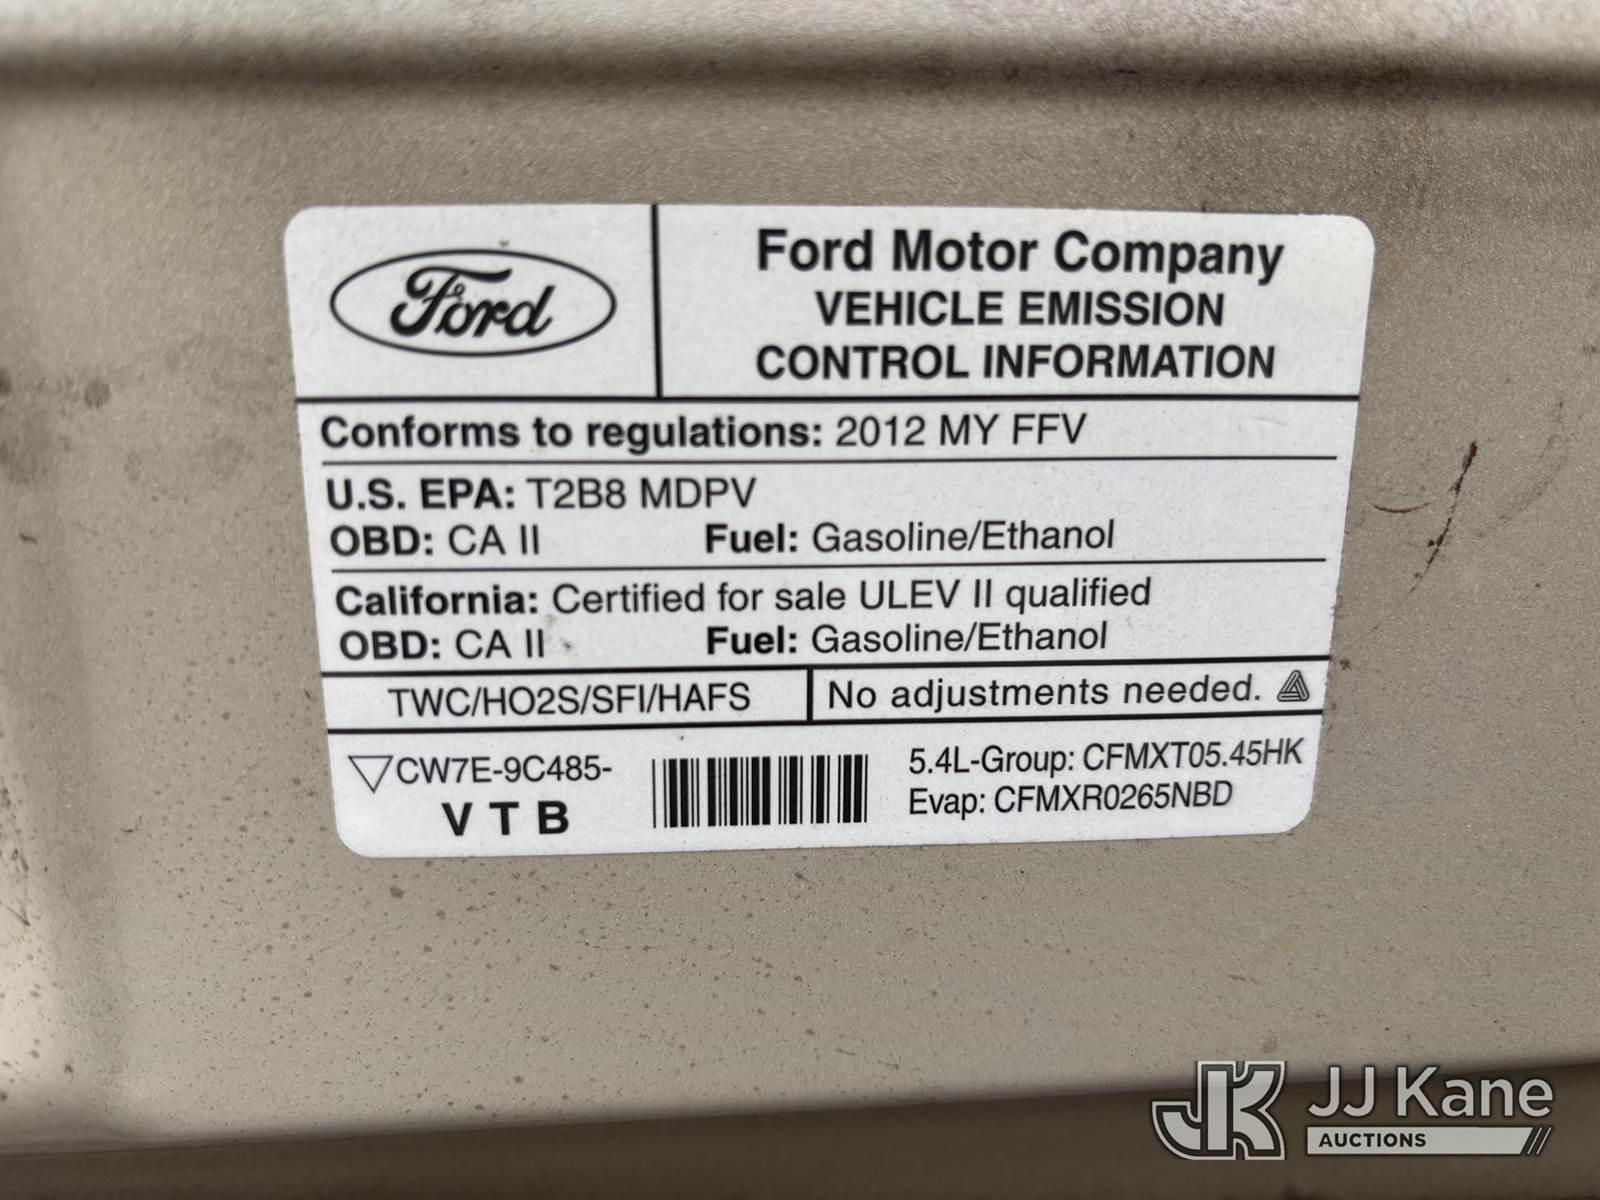 Ford
Ford Motor Company
VEHICLE EMISSION
CONTROL INFORMATION
Conforms to regulations: 2012 MY FFV
U.S. EPA: T2B8 MDPV
OBD: CA II Fuel: Gasoline/Ethanol
California: Certified for sale ULEV II qualified
OBD: CA II Fuel: Gasoline/Ethanol
TWC/HO2S/SFI/HAFS
No adjustments needed.
CW7E-9C485-
V T B
5.4L-Group: CFMXT05.45HK
Evap: CFMXR0265NBD
JK JJ Kane
AUCTIONS